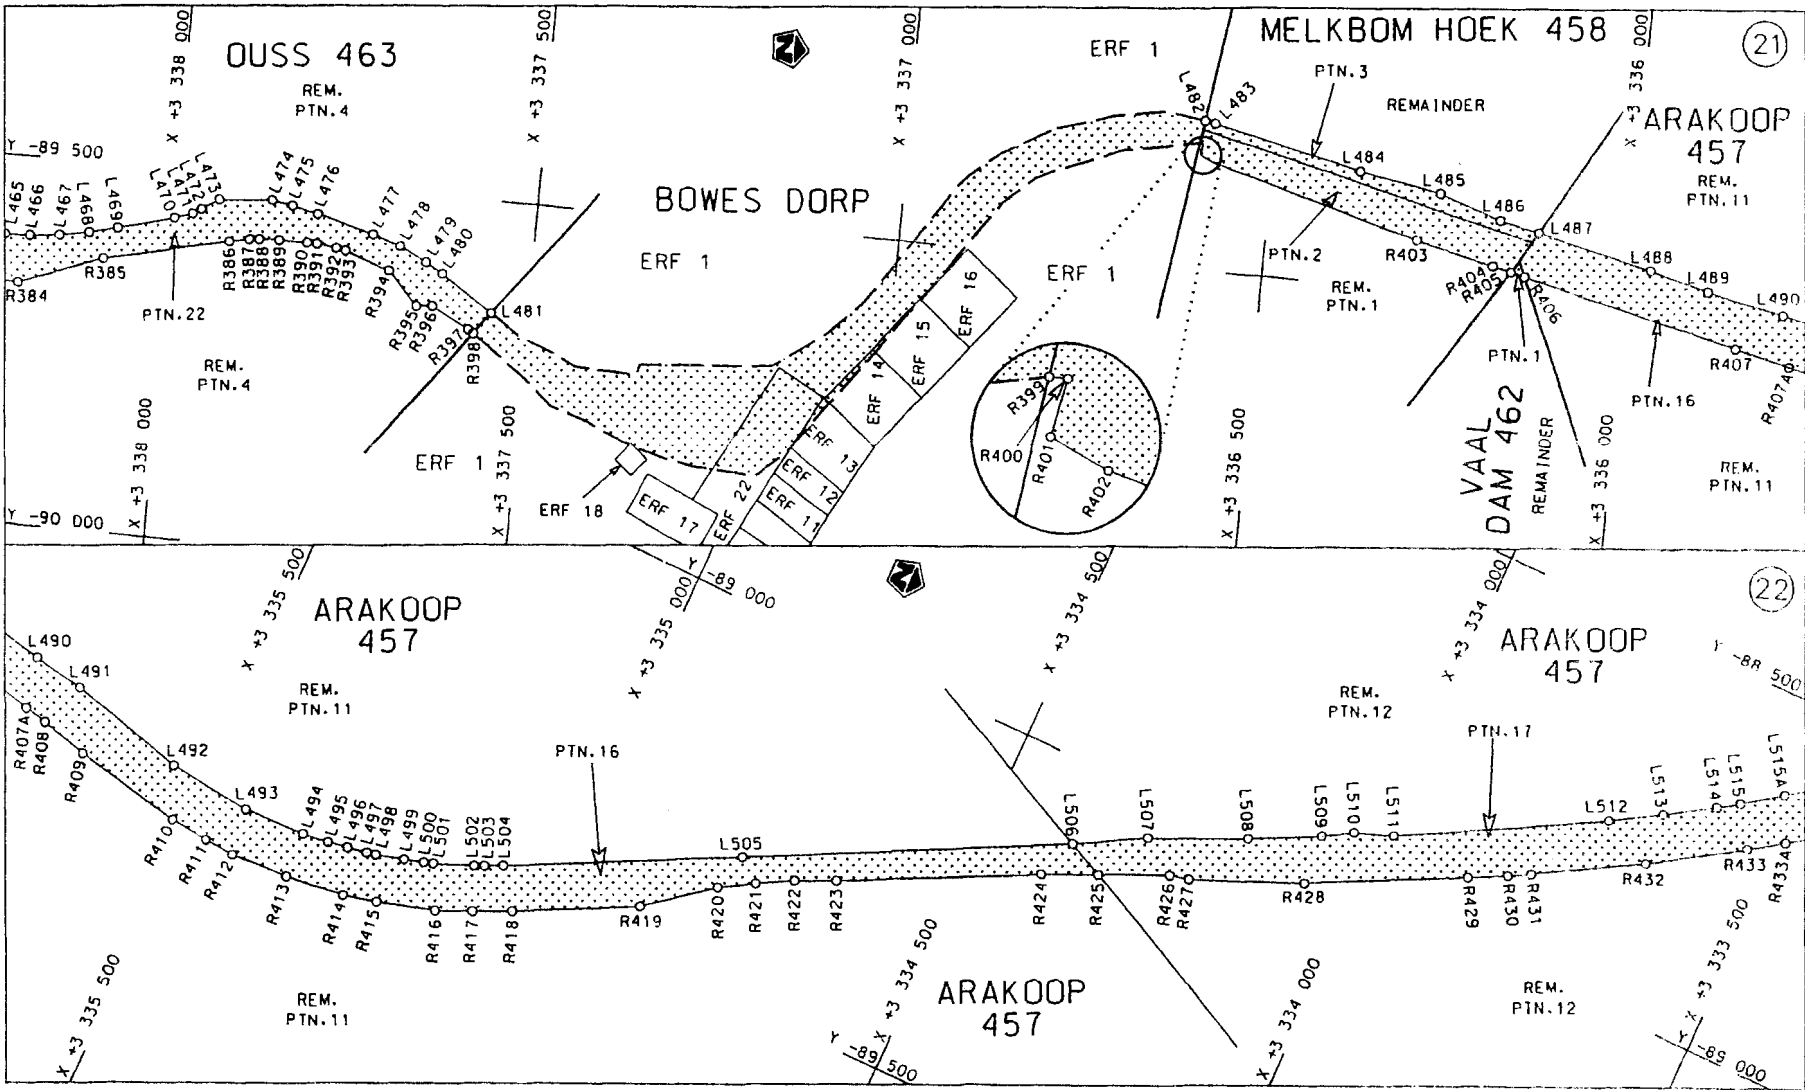 OUSS 463
REM.
PTN.4
X +3 338 000
X +3 337 500
N
X +3 337 000
ERF 1
MELKBOM HOEK 458
PTN.3
REMAINDER
X +3 336 000
21
ARAKOOP
457
REM.
PTN.11
Y -89 500
L465
L466
L467
L468
L469
L470
L471
L472
L473
L474
L475
L476
L477
L478
L479
L480
L481
L482
L483
L484
L485
L486
L487
L488
L489
L490
BOWES DORP
ERF 1
ERF 1
PTN.2
REM.
PTN.1
R384
R385
R386
R387
R388
R389
R390
R391
R392
R393
R394
R395
R396
R397
R398
R403
R404
R405
R406
R407
R407A
PTN.22
REM.
PTN.4
ERF 16
ERF 15
ERF 14
ERF 13
ERF 12
ERF 11
ERF 22
ERF 17
ERF 18
ERF 1
R399
R400
R401
R402
PTN.1
PTN.16
VAAL
DAM 462
REMAINDER
REM.
PTN.11
Y -90 000
X +3 338 000
X +3 337 500
X +3 336 500
X +3 336 000
X +3 335 500
ARAKOOP
457
REM.
PTN.11
X +3 335 000
Y -89 000
N
X +3 334 500
X +3 334 000
22
ARAKOOP
457
Y -88 500
REM.
PTN.12
PTN.16
PTN.17
L490
L491
L492
L493
L494
L495
L496
L497
L498
L499
L500
L501
L502
L503
L504
L505
L506
L507
L508
L509
L510
L511
L512
L513
L514
L515
L515A
R407A
R408
R409
R410
R411
R412
R413
R414
R415
R416
R417
R418
R419
R420
R421
R422
R423
R424
R425
R426
R427
R428
R429
R430
R431
R432
R433
R433A
X +3 335 500
REM.
PTN.11
X +3 334 500
Y -89 500
ARAKOOP
457
X +3 334 000
REM.
PTN.12
X +3 333 500
Y -89 000